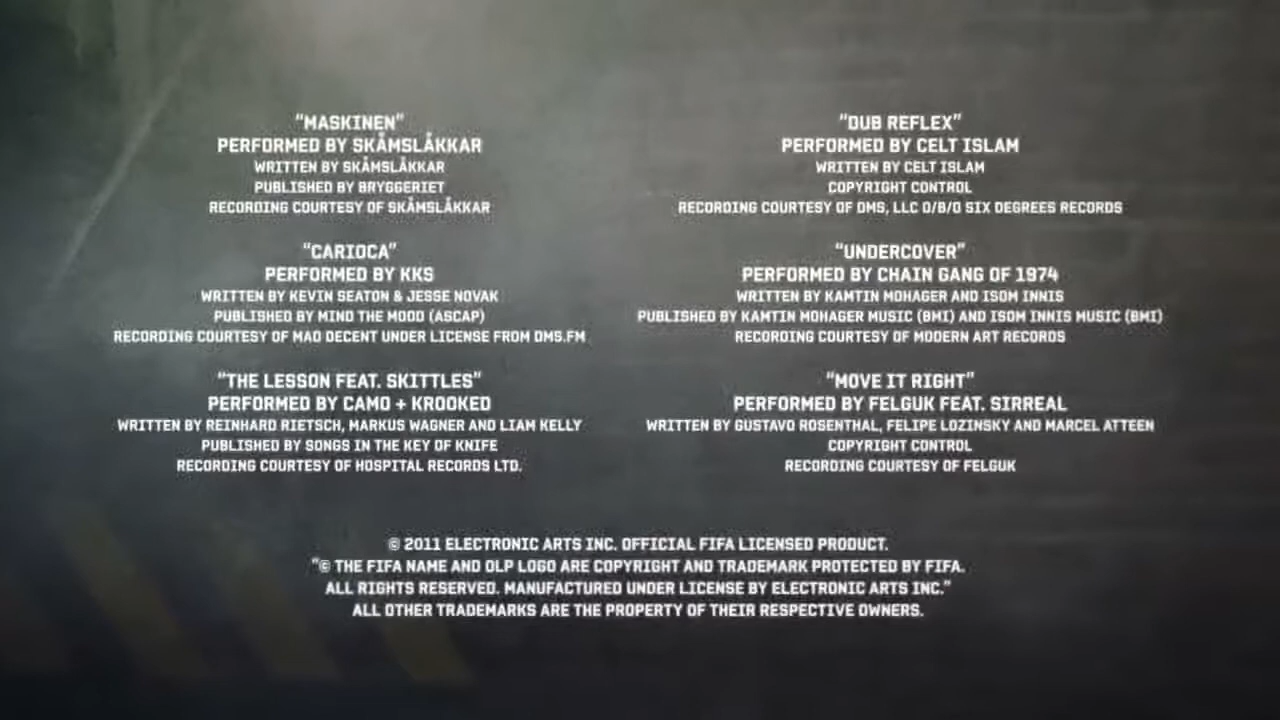 "MASKINEN"
PERFORMED BY SKÅMSLÅKKAR
WRITTEN BY SKÅMSLÅKKAR
PUBLISHED BY BRYGGERIET
RECORDING COURTESY OF SKÅMSLÅKKAR
"CARIOCA"
PERFORMED BY KKS
WRITTEN BY KEVIN SEATON & JESSE NOVAK
PUBLISHED BY MIND THE MOOD (ASCAP)
RECORDING COURTESY OF MAD DECENT UNDER LICENSE FROM DMS.FM
"THE LESSON FEAT. SKITTLES"
PERFORMED BY CAMO + KROOKED
WRITTEN BY REINHARD RIETSCH, MARKUS WAGNER AND LIAM KELLY
PUBLISHED BY SONGS IN THE KEY OF KNIFE
RECORDING COURTESY OF HOSPITAL RECORDS LTD.
"DUB REFLEX"
PERFORMED BY CELT ISLAM
WRITTEN BY CELT ISLAM
COPYRIGHT CONTROL
RECORDING COURTESY OF DMS, LLC O/B/O SIX DEGREES RECORDS
"UNDERCOVER"
PERFORMED BY CHAIN GANG OF 1974
WRITTEN BY KAMTIN MOHAGER AND ISOM INNIS
PUBLISHED BY KAMTIN MOHAGER MUSIC (BMI) AND ISOM INNIS MUSIC (BMI)
RECORDING COURTESY OF MODERN ART RECORDS
"MOVE IT RIGHT"
PERFORMED BY FELGUK FEAT. SIRREAL
WRITTEN BY GUSTAVO ROSENTHAL, FELIPE LOZINSKY AND MARCEL ATTEEN
COPYRIGHT CONTROL
RECORDING COURTESY OF FELGUK
© 2011 ELECTRONIC ARTS INC. OFFICIAL FIFA LICENSED PRODUCT.
"© THE FIFA NAME AND OLP LOGO ARE COPYRIGHT AND TRADEMARK PROTECTED BY FIFA.
ALL RIGHTS RESERVED. MANUFACTURED UNDER LICENSE BY ELECTRONIC ARTS INC."
ALL OTHER TRADEMARKS ARE THE PROPERTY OF THEIR RESPECTIVE OWNERS.